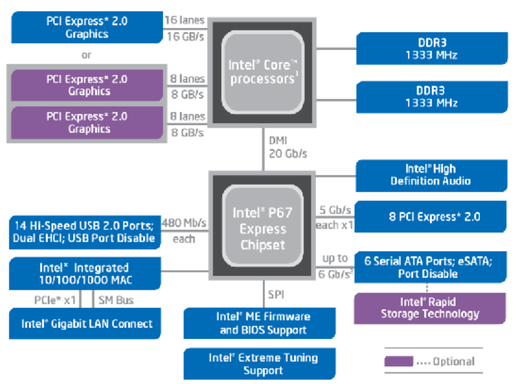 PCI Express* 2.0
Graphics
16 lanes
16 GB/s
or
PCI Express* 2.0
Graphics
8 lanes
8 GB/s
PCI Express* 2.0
Graphics
8 lanes
8 GB/s
Intel® Core™
processors¹
DDR3
1333 MHz
DDR3
1333 MHz
DMI
20 Gb/s
Intel® P67
Express
Chipset
Intel® High
Definition Audio
5 Gb/s
each x1
8 PCI Express* 2.0
14 Hi-Speed USB 2.0 Ports;
Dual EHCI; USB Port Disable
480 Mb/s
each
up to
6 Gb/s²
6 Serial ATA Ports; eSATA;
Port Disable
Intel® Integrated
10/100/1000 MAC
PCIe* x1
SM Bus
Intel® Gigabit LAN Connect
SPI
Intel® ME Firmware
and BIOS Support
Intel® Rapid
Storage Technology
Intel® Extreme Tuning
Support
Optional